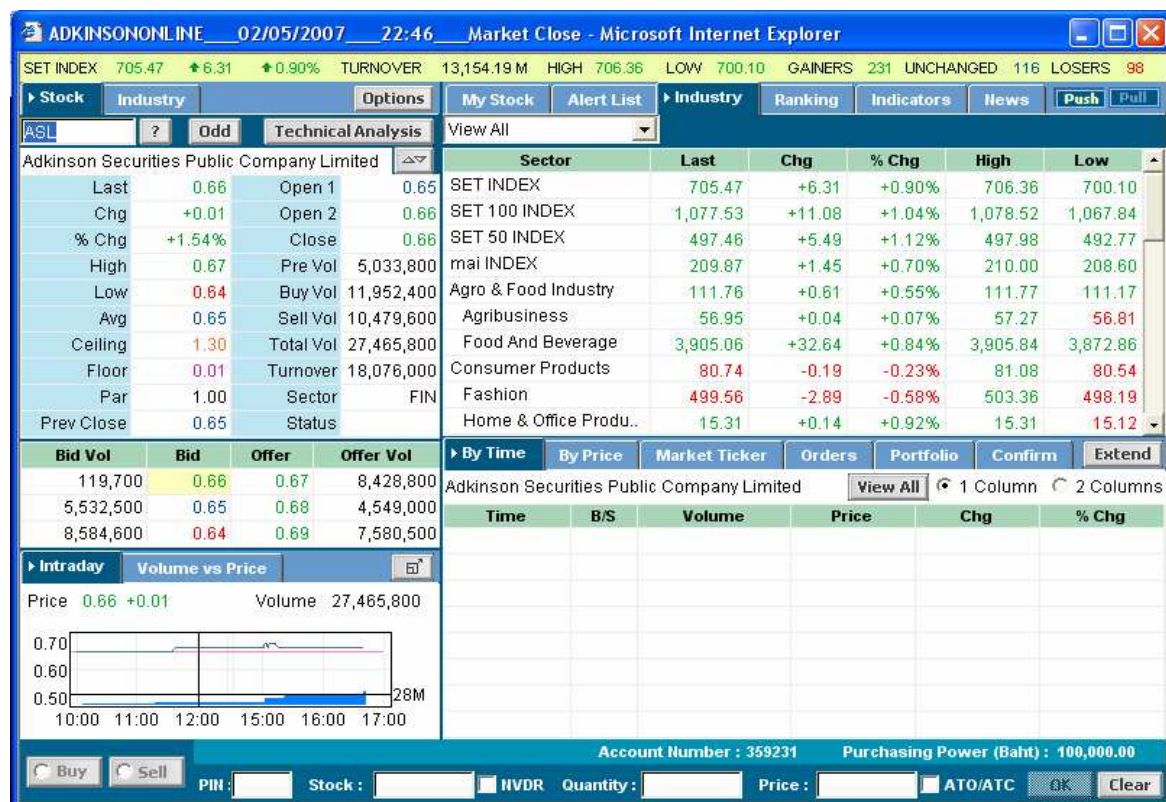 ADKINSONONLINE___02/05/2007___22:46___Market Close - Microsoft Internet Explorer
SET INDEX 705.47 6.31 0.90% TURNOVER 13,154.19 M HIGH 706.36 LOW 700.10 GAINERS 231 UNCHANGED 116 LOSERS 98
Stock Industry Options
ASL ? Odd Technical Analysis
Adkinson Securities Public Company Limited
Last 0.66 Open 1 0.65
Chg +0.01 Open 2 0.66
% Chg +1.54% Close 0.66
High 0.67 Pre Vol 5,033,800
Low 0.64 Buy Vol 11,952,400
Avg 0.65 Sell Vol 10,479,600
Ceiling 1.30 Total Vol 27,465,800
Floor 0.01 Turnover 18,076,000
Par 1.00 Sector FIN
Prev Close 0.65 Status
Bid Vol Bid Offer Offer Vol
119,700 0.66 0.67 8,428,800
5,532,500 0.65 0.68 4,549,000
8,584,600 0.64 0.69 7,580,500
Intraday Volume vs Price
Price 0.66 +0.01 Volume 27,465,800
0.70
0.60
0.50 28M
10:00 11:00 12:00 15:00 16:00 17:00
My Stock Alert List Industry Ranking Indicators News Push Pull
View All
Sector Last Chg % Chg High Low
SET INDEX 705.47 +6.31 +0.90% 706.36 700.10
SET 100 INDEX 1,077.53 +11.08 +1.04% 1,078.52 1,067.84
SET 50 INDEX 497.46 +5.49 +1.12% 497.98 492.77
mai INDEX 209.87 +1.45 +0.70% 210.00 208.60
Agro & Food Industry 111.76 +0.61 +0.55% 111.77 111.17
Agribusiness 56.95 +0.04 +0.07% 57.27 56.81
Food And Beverage 3,905.06 +32.64 +0.84% 3,905.84 3,872.86
Consumer Products 80.74 -0.19 -0.23% 81.08 80.54
Fashion 499.56 -2.89 -0.58% 503.36 498.19
Home & Office Produ.. 15.31 +0.14 +0.92% 15.31 15.12
By Time By Price Market Ticker Orders Portfolio Confirm Extend
Adkinson Securities Public Company Limited View All 1 Column 2 Columns
Time B/S Volume Price Chg % Chg
Account Number : 359231 Purchasing Power (Baht) : 100,000.00
Buy Sell PIN : Stock : NVDR Quantity : Price : ATO/ATC OK Clear